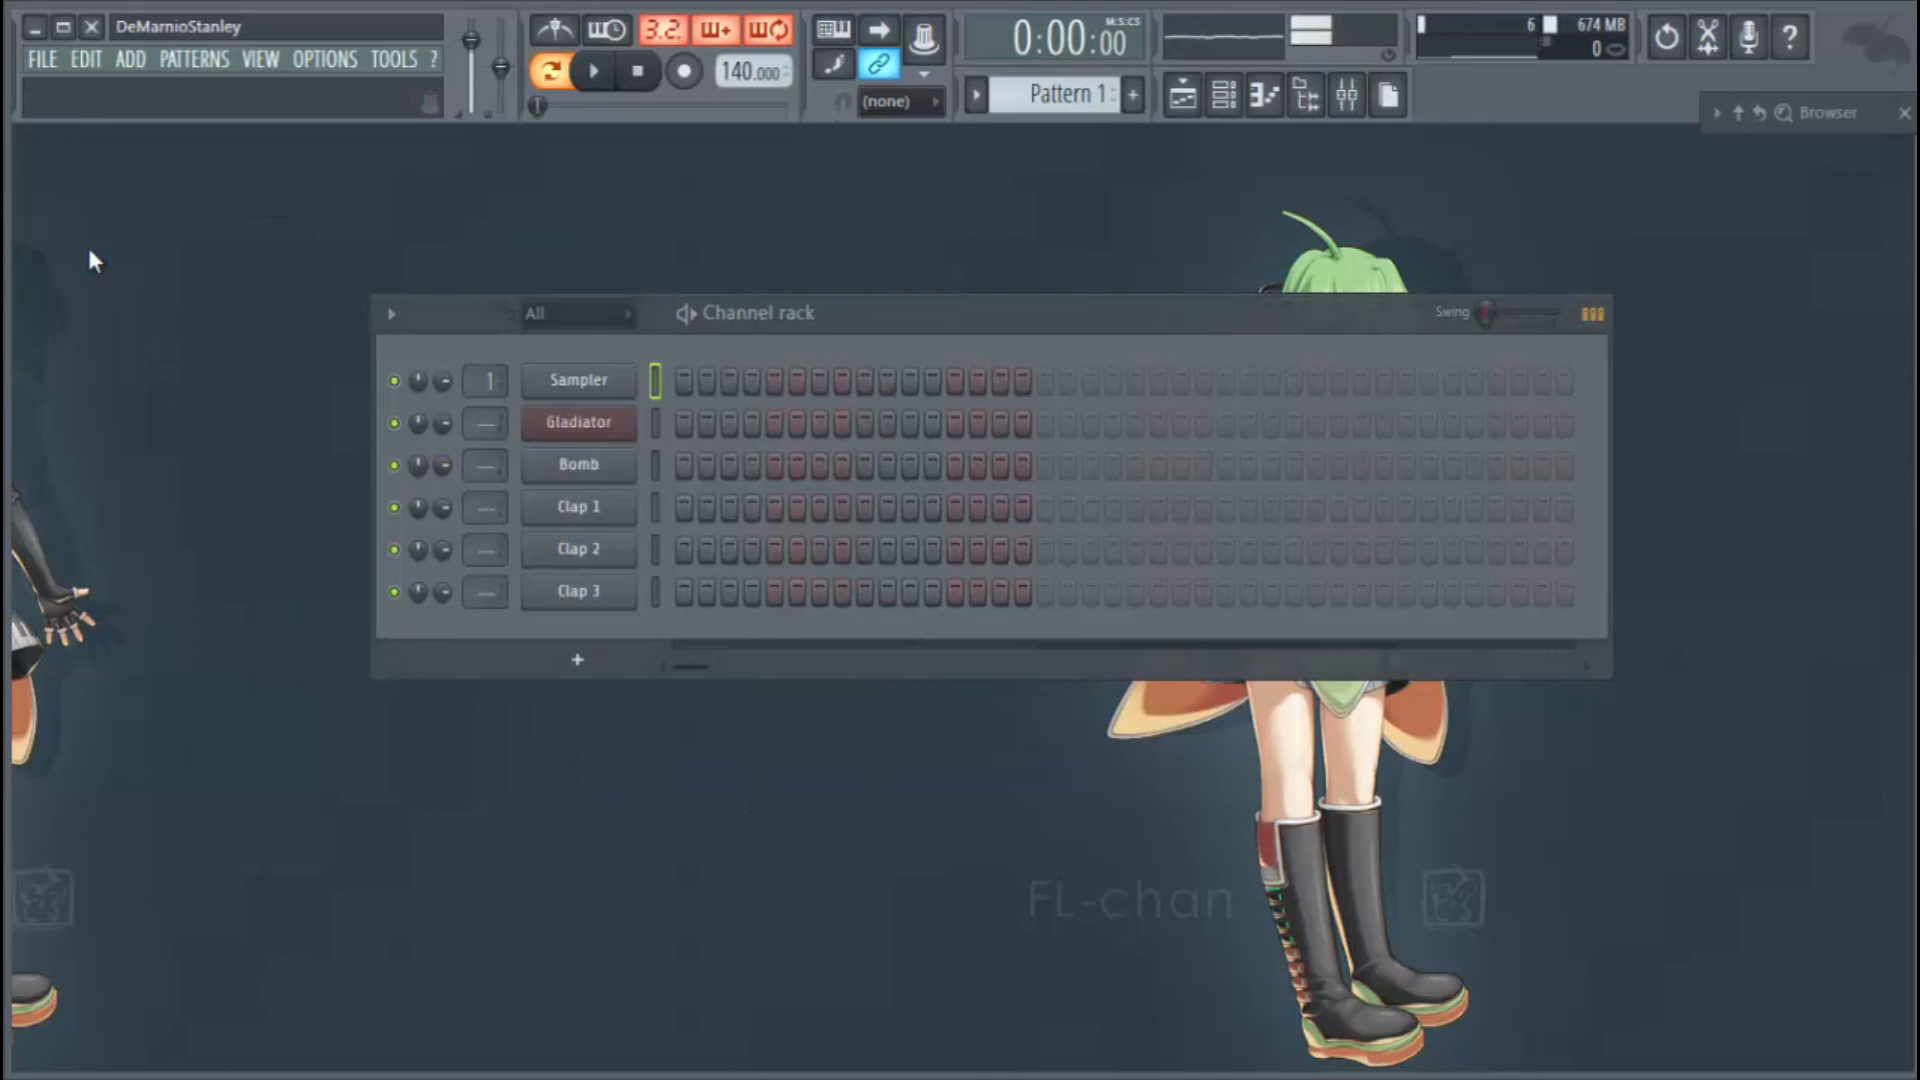 DeMarnioStanley
FILE EDIT ADD PATTERNS VIEW OPTIONS TOOLS ?
3.2.
140.000
(none)
0:00:00
M:S:CS
Pattern 1
+
6
674 MB
0
?
Browser
All
Channel rack
Swing
1 Sampler
--- Gladiator
--- Bomb
--- Clap 1
--- Clap 2
--- Clap 3
+
FL-chan